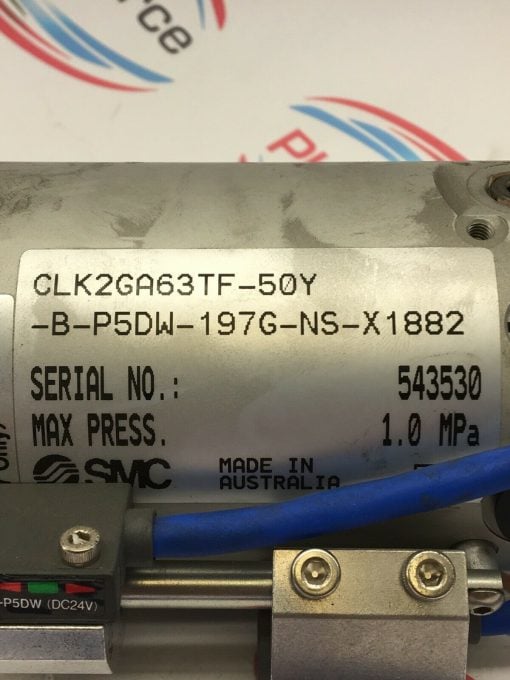 rce
CLK2GA63TF-50Y
-B-P5DW-197G-NS-X1882
SERIAL NO.: 543530
MAX PRESS. 1.0 MPa
SMC MADE IN
AUSTRALIA
-P5DW (DC24V)